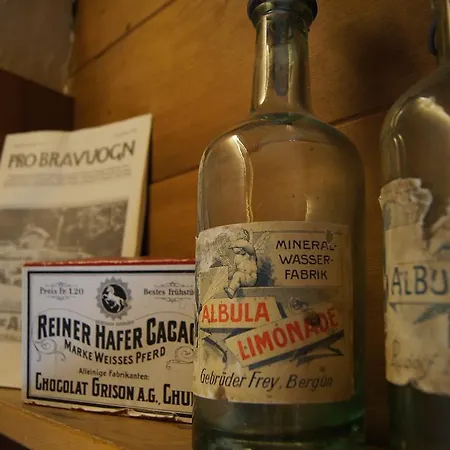 PRO BRAVUOGN
Preis Fr. 1.20
Bestes Frühstück
REINER HAFER CACAO
MARKE WEISSES PFERD
Alleinige Fabrikanten:
CHOCOLAT GRISON A.G., CHUR
MINERAL-
WASSER-
FABRIK
ALBULA
LIMONADE
Gebrüder Frey, Bergün
ALBU